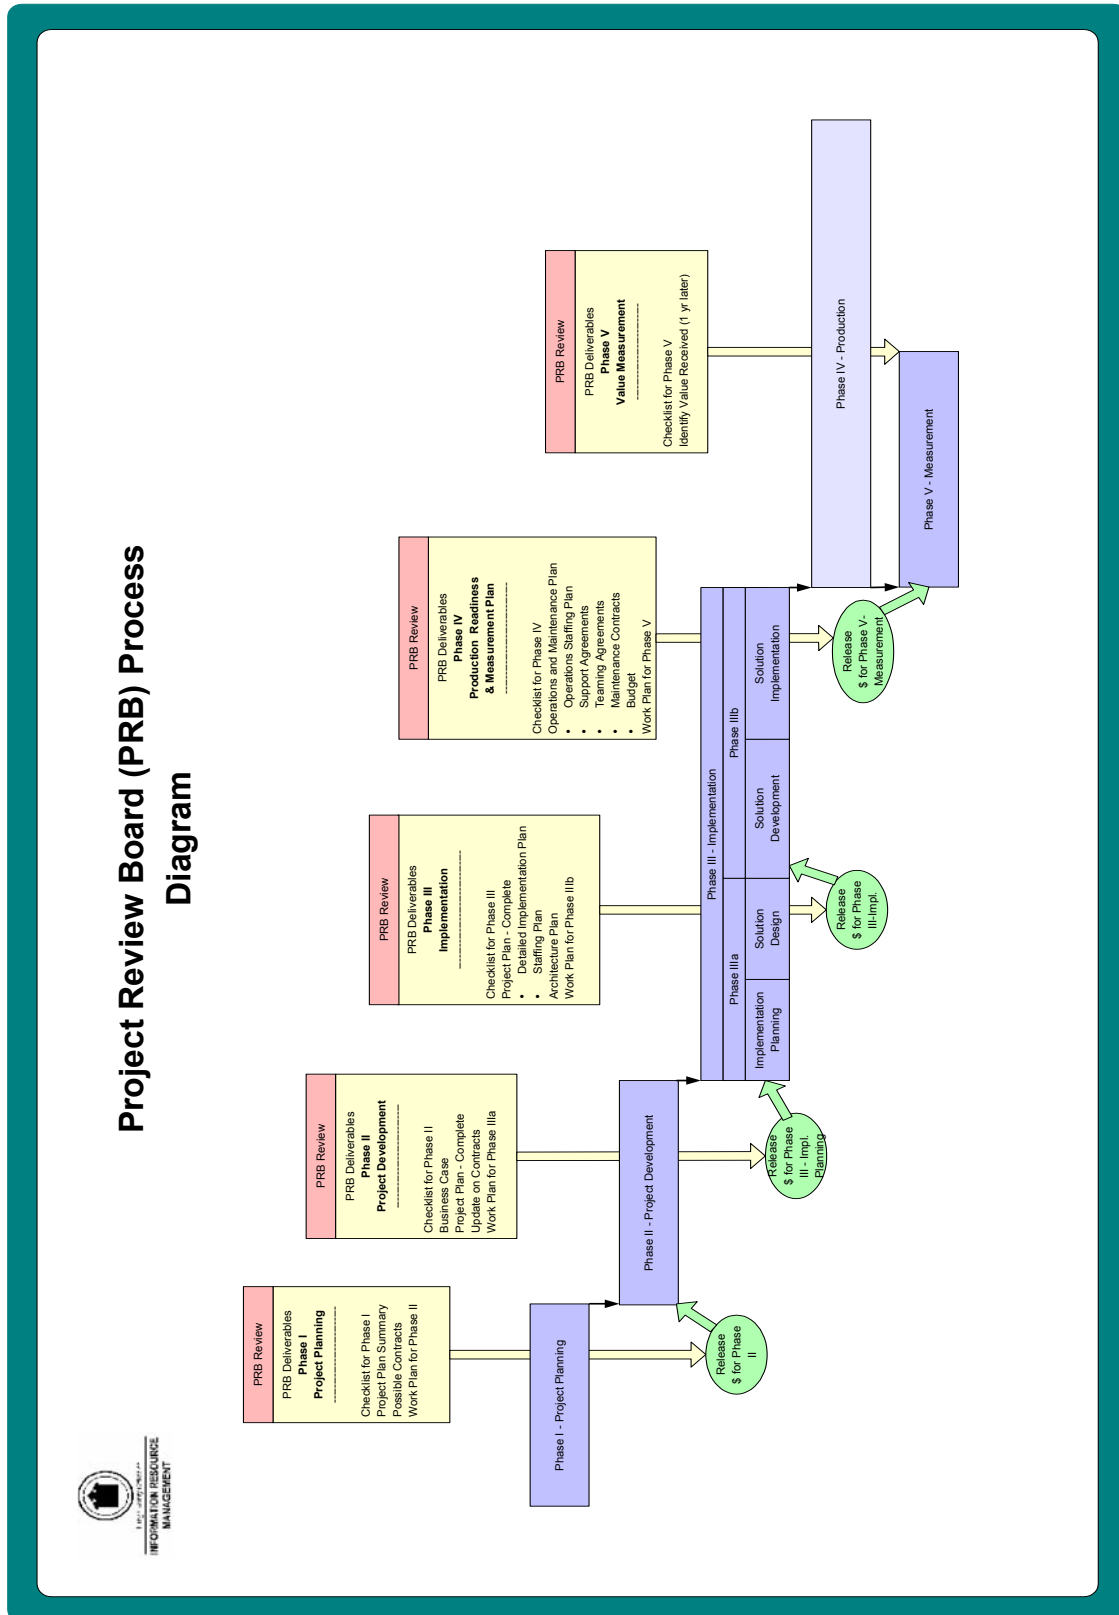 INFORMATION RESOURCE
MANAGEMENT
Project Review Board (PRB) Process
Diagram
PRB Review
PRB Deliverables
Phase I
Project Planning
Checklist for Phase I
Project Plan Summary
Possible Contracts
Work Plan for Phase II
PRB Review
PRB Deliverables
Phase II
Project Development
Checklist for Phase II
Business Case
Project Plan - Complete
Update on Contracts
Work Plan for Phase IIIa
PRB Review
PRB Deliverables
Phase III
Implementation
Checklist for Phase III
Project Plan - Complete
• Detailed Implementation Plan
• Staffing Plan
Architecture Plan
Work Plan for Phase IIIb
PRB Review
PRB Deliverables
Phase IV
Production Readiness
& Measurement Plan
Checklist for Phase IV
Operations and Maintenance Plan
• Operations Staffing Plan
• Support Agreements
• Teaming Agreements
• Maintenance Contracts
• Budget
Work Plan for Phase V
PRB Review
PRB Deliverables
Phase V
Value Measurement
Checklist for Phase V
Identify Value Received (1 yr later)
Phase I - Project Planning
Release
$ for Phase
II
Phase II - Project Development
Release
$ for Phase
III - Impl.
Planning
Phase III - Implementation
Phase IIIa
Phase IIIb
Implementation
Planning
Solution
Design
Solution
Development
Solution
Implementation
Release
$ for Phase
III-Impl.
Release
$ for Phase V-
Measurement
Phase IV - Production
Phase V - Measurement